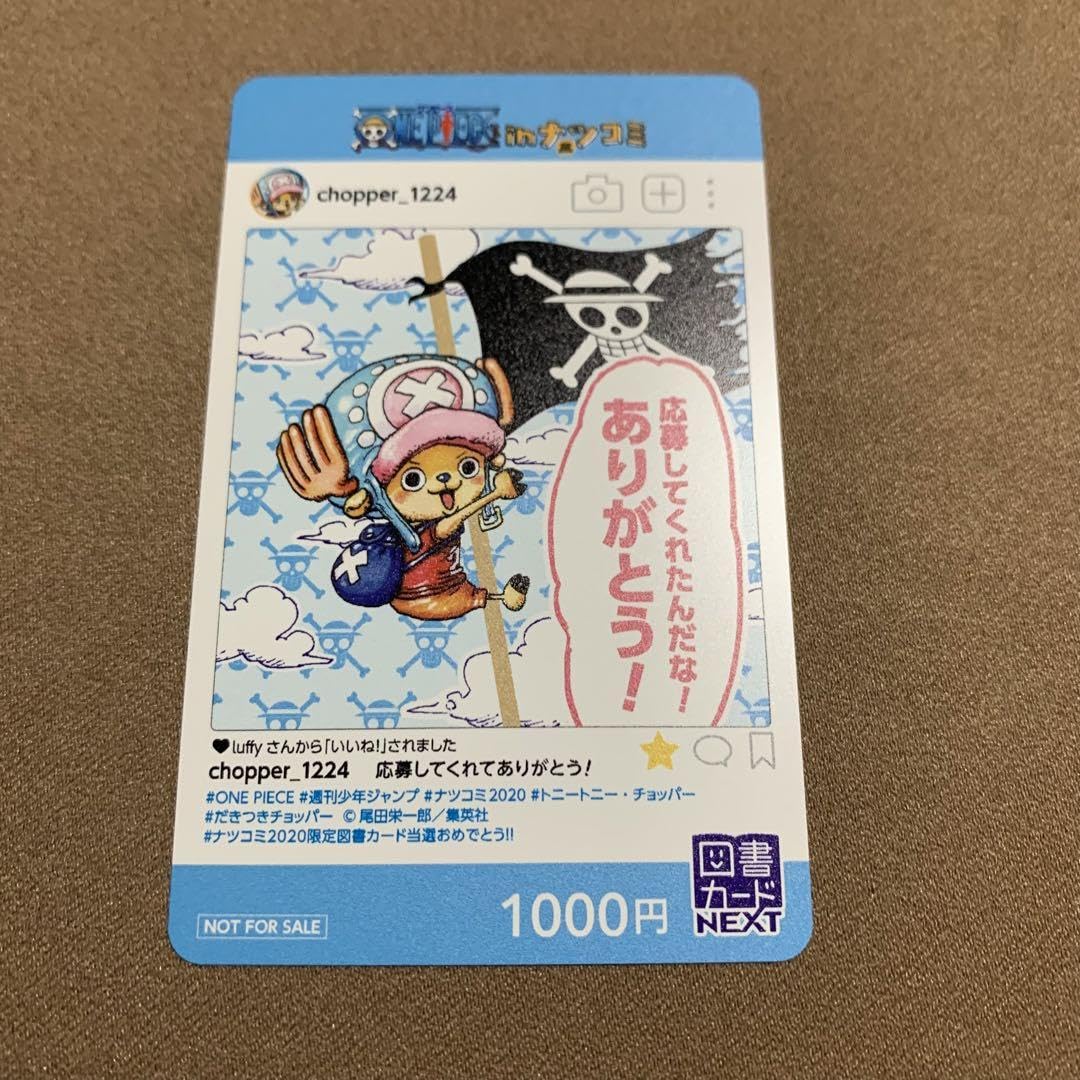 ONE PIECE inナツコミ
chopper_1224
応募してくれたんだな!
ありがとう!
luffy さんから「いいね!」されました
chopper_1224 応募してくれてありがとう!
#ONE PIECE #週刊少年ジャンプ #ナツコミ2020 #トニートニー・チョッパー
#だきつきチョッパー ©尾田栄一郎/集英社
#ナツコミ2020限定図書カード当選おめでとう!!
NOT FOR SALE
1000円
図書
カード
NEXT